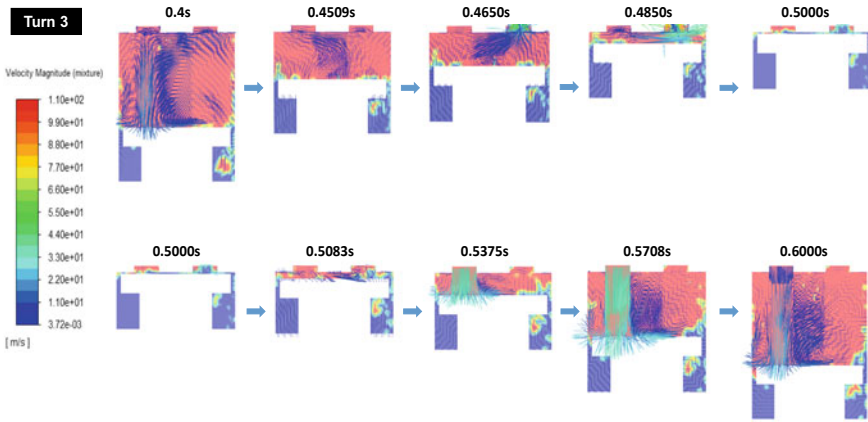 Turn 3
0.4s
0.4509s
0.4650s
0.4850s
0.5000s
Velocity Magnitude (mixture)
1.10e+02
9.90e+01
8.80e+01
7.70e+01
6.60e+01
5.50e+01
4.40e+01
3.30e+01
2.20e+01
1.10e+01
3.72e-03
[ m/s ]
0.5000s
0.5083s
0.5375s
0.5708s
0.6000s